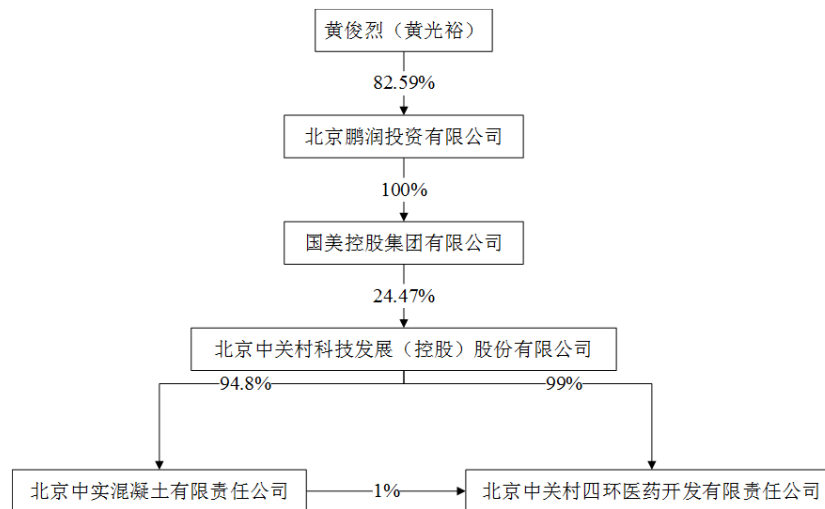 黄俊烈（黄光裕）
82.59%
北京鹏润投资有限公司
100%
国美控股集团有限公司
24.47%
北京中关村科技发展（控股）股份有限公司
94.8%
99%
北京中实混凝土有限责任公司
1%
北京中关村四环医药开发有限责任公司